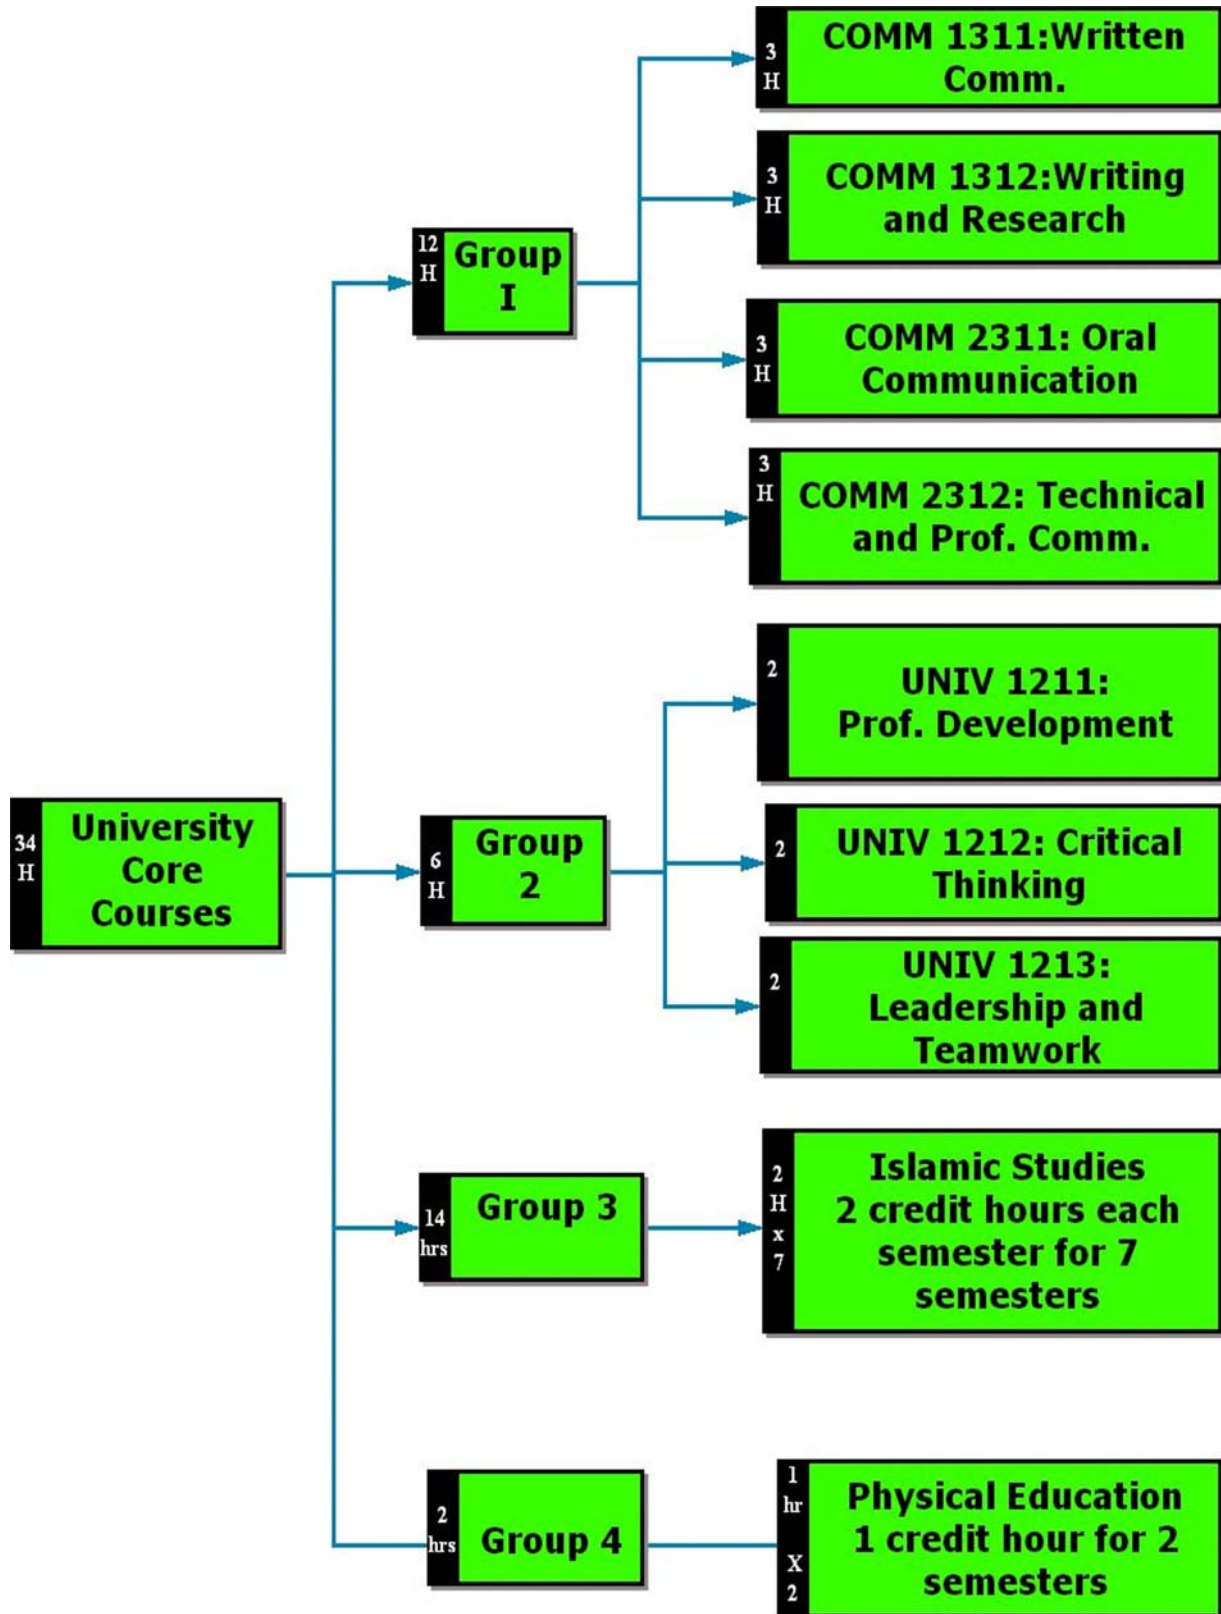 3
H
COMM 1311:Written
Comm.
3
H
COMM 1312:Writing
and Research
12
H
Group
I
3
H
COMM 2311: Oral
Communication
3
H
COMM 2312: Technical
and Prof. Comm.
2
UNIV 1211:
Prof. Development
34
H
University
Core
Courses
6
H
Group
2
2
UNIV 1212: Critical
Thinking
2
UNIV 1213:
Leadership and
Teamwork
14
hrs
Group 3
2
H
x
7
Islamic Studies
2 credit hours each
semester for 7
semesters
2
hrs
Group 4
1
hr
X
2
Physical Education
1 credit hour for 2
semesters